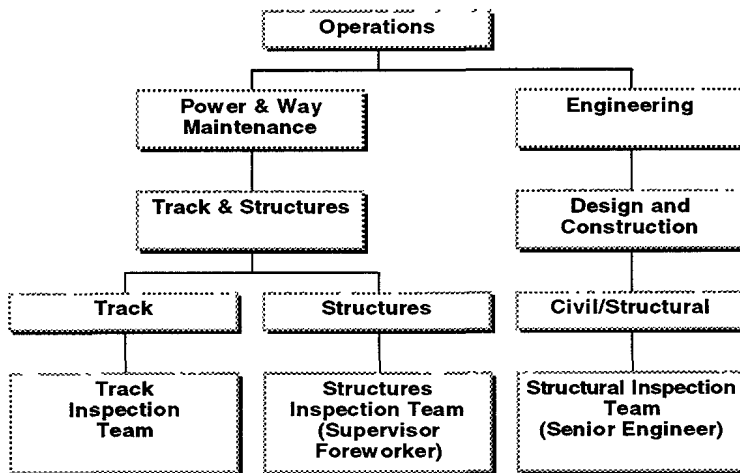 Operations
Power & Way
Maintenance
Engineering
Track & Structures
Design and
Construction
Track
Structures
Civil/Structural
Track
Inspection
Team
Structures
Inspection Team
(Supervisor
Foreworker)
Structural Inspection
Team
(Senior Engineer)